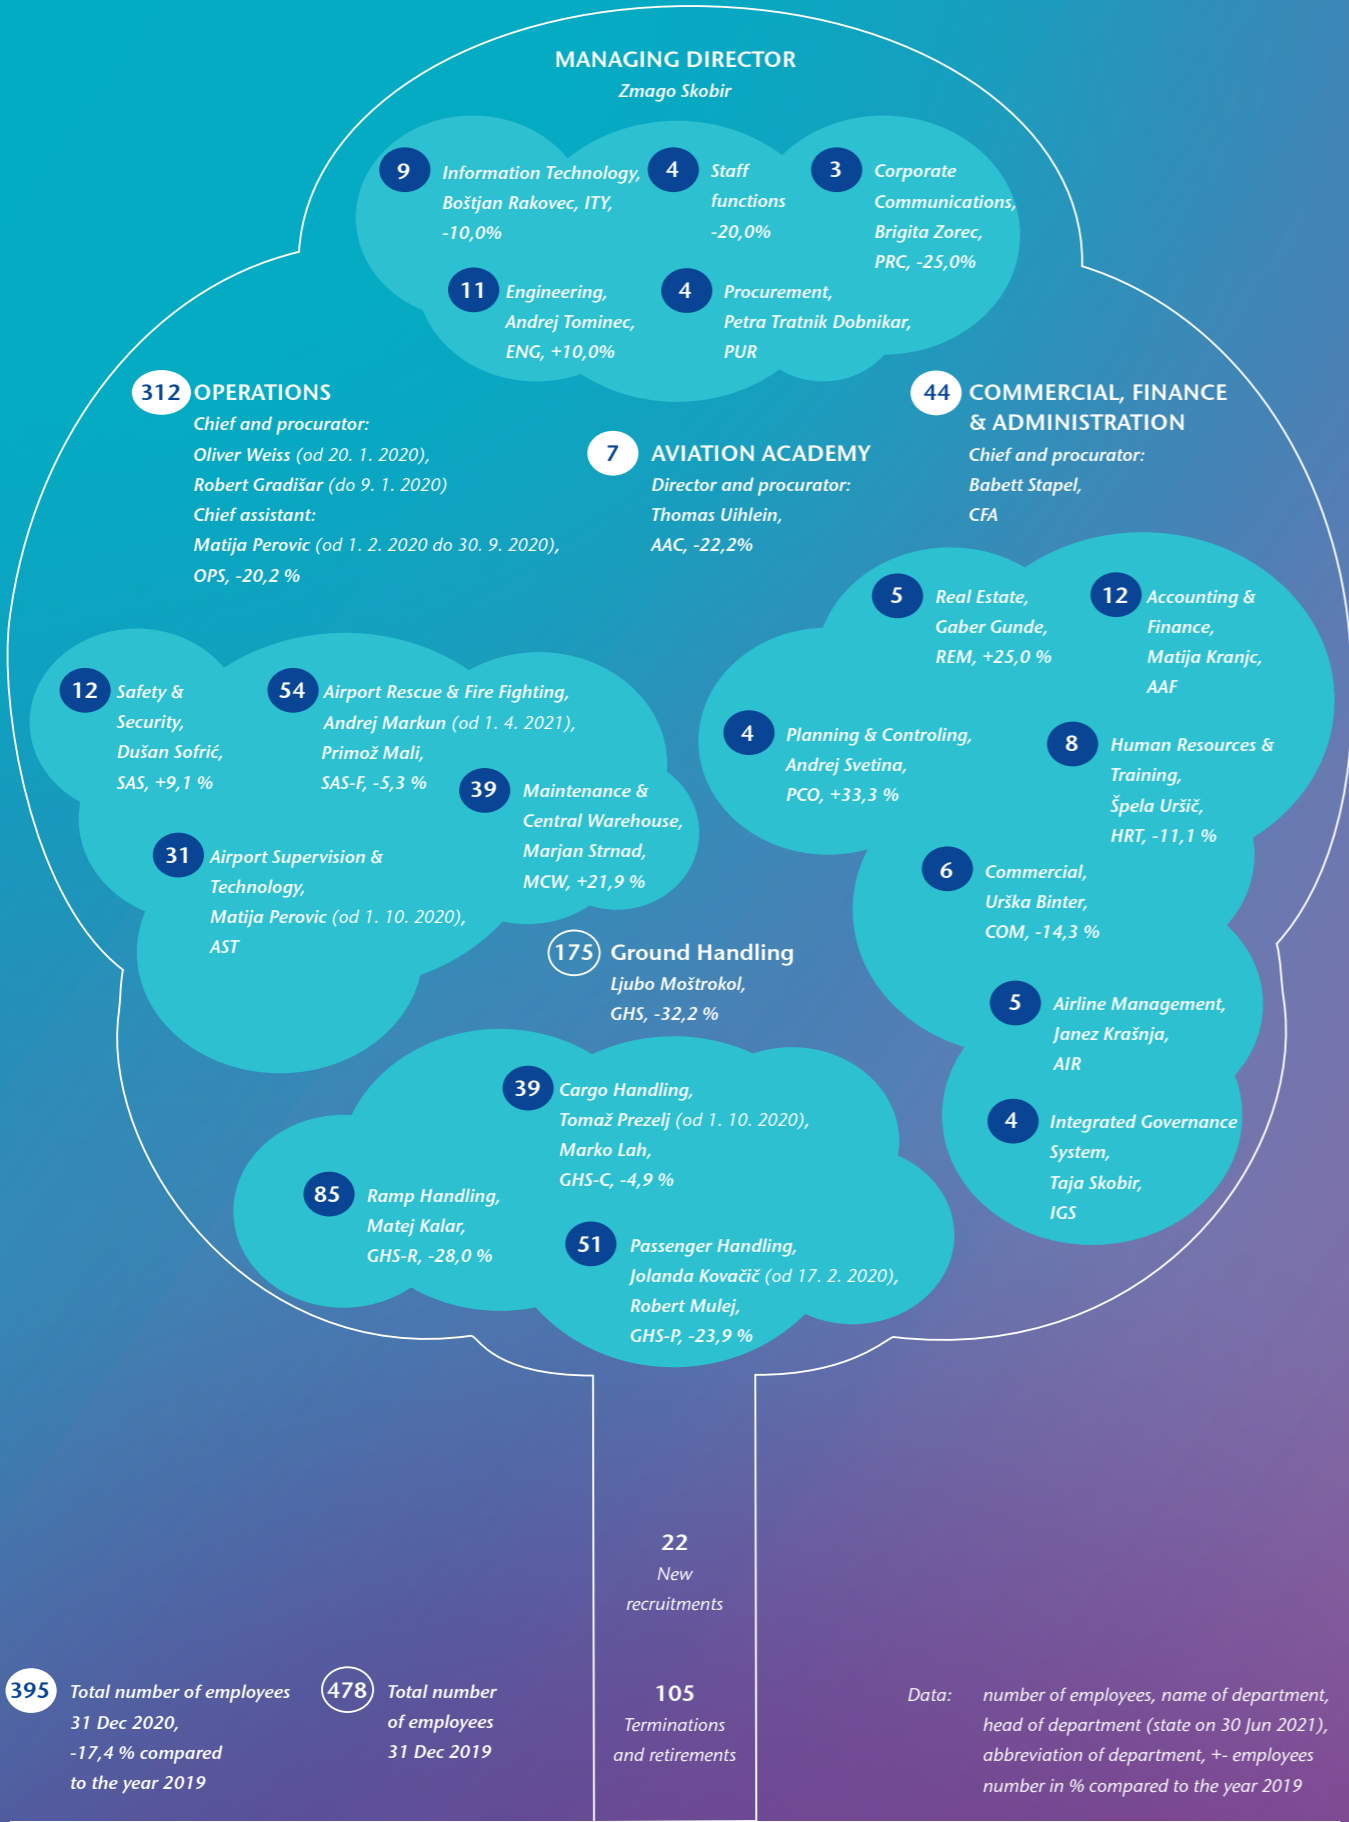 MANAGING DIRECTOR
Zmago Skobir
9
Information Technology,
Boštjan Rakovec, ITY,
-10,0%
4
Staff
functions
-20,0%
3
Corporate
Communications,
Brigita Zorec,
PRC, -25,0%
11
Engineering,
Andrej Tominec,
ENG, +10,0%
4
Procurement,
Petra Tratnik Dobnikar,
PUR
312 OPERATIONS
Chief and procurator:
Oliver Weiss (od 20. 1. 2020),
Robert Gradišar (do 9. 1. 2020)
Chief assistant:
Matija Perovic (od 1. 2. 2020 do 30. 9. 2020),
OPS, -20,2 %
7 AVIATION ACADEMY
Director and procurator:
Thomas Uihlein,
AAC, -22,2%
44 COMMERCIAL, FINANCE
& ADMINISTRATION
Chief and procurator:
Babett Stapel,
CFA
12
Safety &
Security,
Dušan Sofrić,
SAS, +9,1 %
54
Airport Rescue & Fire Fighting,
Andrej Markun (od 1. 4. 2021),
Primož Mali,
SAS-F, -5,3 %
39
Maintenance &
Central Warehouse,
Marjan Strnad,
MCW, +21,9 %
31
Airport Supervision &
Technology,
Matija Perovic (od 1. 10. 2020),
AST
5
Real Estate,
Gaber Gunde,
REM, +25,0 %
12
Accounting &
Finance,
Matija Kranjc,
AAF
4
Planning & Controling,
Andrej Svetina,
PCO, +33,3 %
8
Human Resources &
Training,
Špela Uršič,
HRT, -11,1 %
6
Commercial,
Urška Binter,
COM, -14,3 %
5
Airline Management,
Janez Krašnja,
AIR
4
Integrated Governance
System,
Taja Skobir,
IGS
175 Ground Handling
Ljubo Moštrokol,
GHS, -32,2 %
39
Cargo Handling,
Tomaž Prezelj (od 1. 10. 2020),
Marko Lah,
GHS-C, -4,9 %
85
Ramp Handling,
Matej Kalar,
GHS-R, -28,0 %
51
Passenger Handling,
Jolanda Kovačič (od 17. 2. 2020),
Robert Mulej,
GHS-P, -23,9 %
22
New
recruitments
105
Terminations
and retirements
395
Total number of employees
31 Dec 2020,
-17,4 % compared
to the year 2019
478
Total number
of employees
31 Dec 2019
Data: number of employees, name of department,
head of department (state on 30 Jun 2021),
abbreviation of department, +- employees
number in % compared to the year 2019